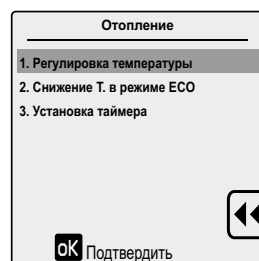 Отопление
1. Регулировка температуры
2. Снижение Т. в режиме ECO
3. Установка таймера
oK Подтвердить